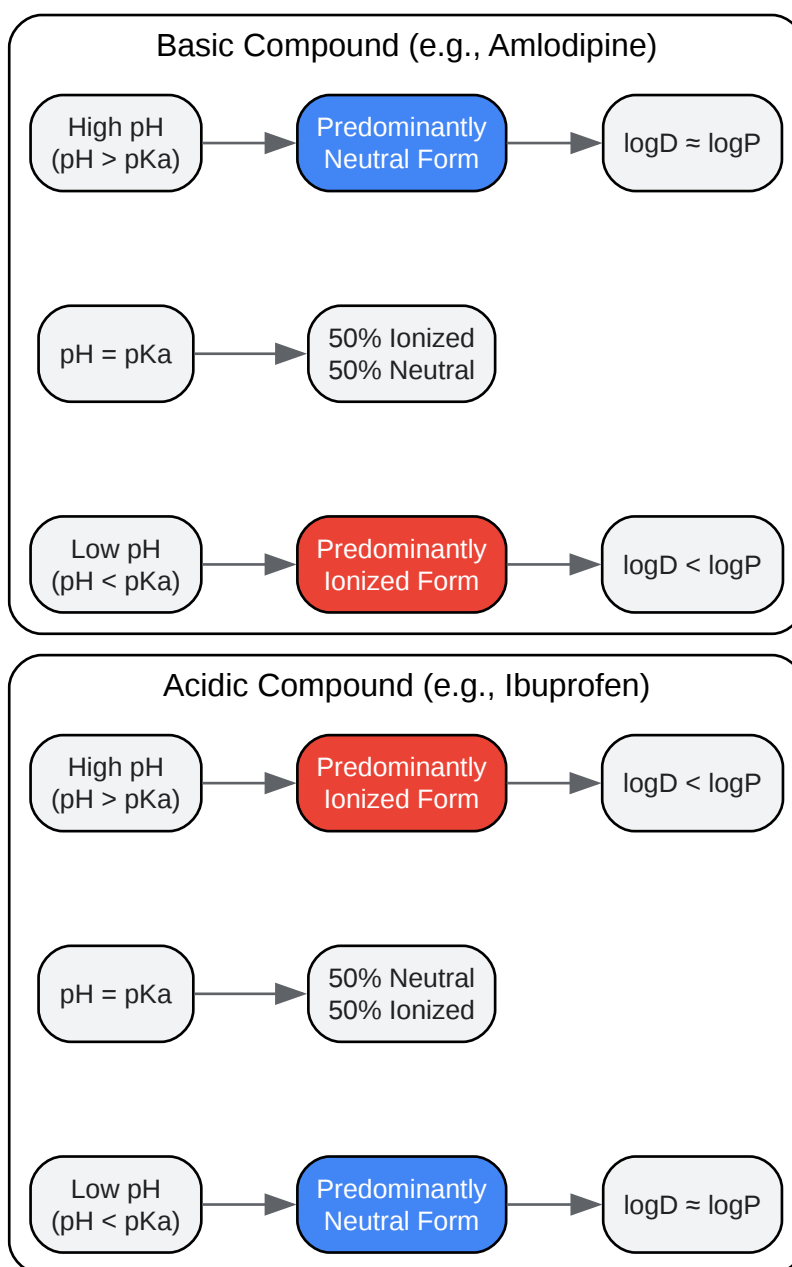 Basic Compound (e.g., Amlodipine)
High pH
(pH > pKa)
Predominantly
Neutral Form
logD ≈ logP
pH = pKa
50% Ionized
50% Neutral
Low pH
(pH < pKa)
Predominantly
Ionized Form
logD < logP
Acidic Compound (e.g., Ibuprofen)
High pH
(pH > pKa)
Predominantly
Ionized Form
logD < logP
pH = pKa
50% Neutral
50% Ionized
Low pH
(pH < pKa)
Predominantly
Neutral Form
logD ≈ logP